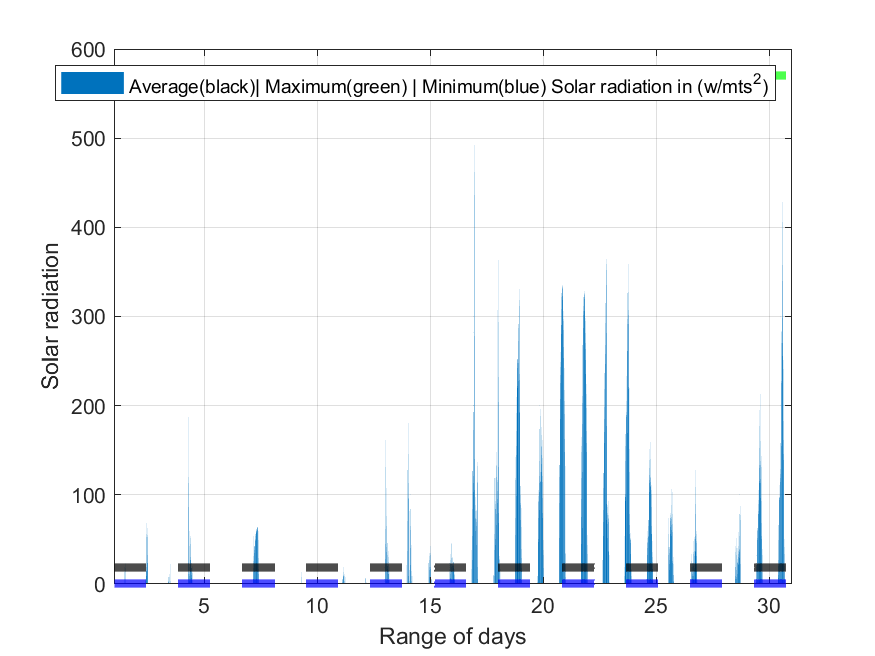 600
Average(black)| Maximum(green) | Minimum(blue) Solar radiation in (w/mts²)
500
400
300
200
100
0
Solar radiation
5 10 15 20 25 30
Range of days